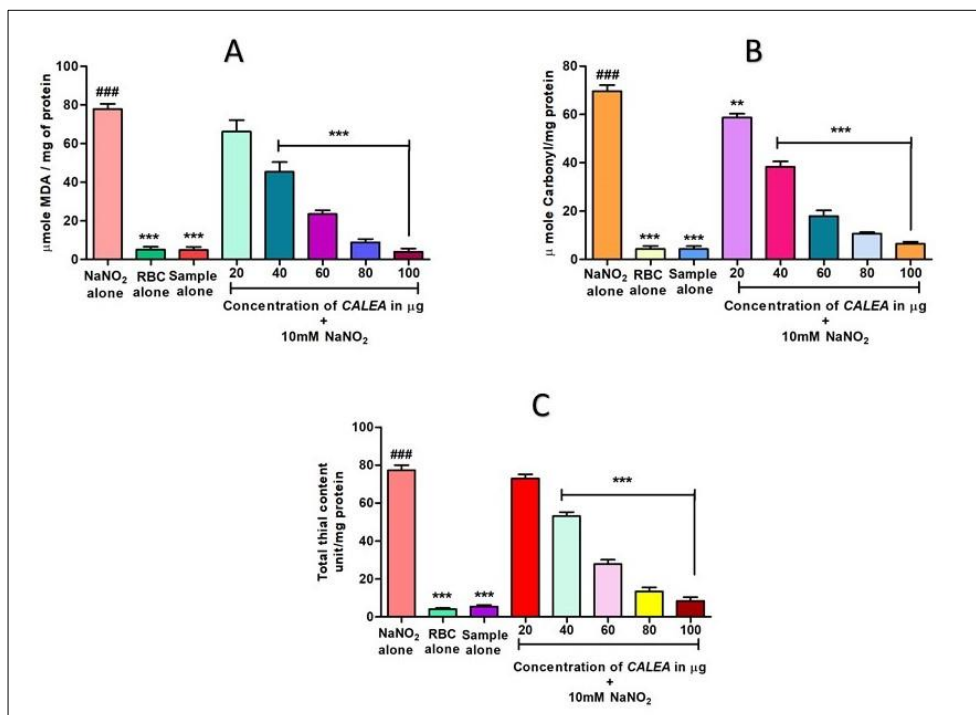 A
μmole MDA / mg of protein
100
80
60
40
20
0
###
***
***
***
NaNO₂ alone
RBC alone
Sample alone
20 40 60 80 100
Concentration of CALEA in μg
+
10mM NaNO₂
B
μ mole Carbonyl/mg protein
80
60
40
20
0
###
***
***
**
***
NaNO₂ alone
RBC alone
Sample alone
20 40 60 80 100
Concentration of CALEA in μg
+
10mM NaNO₂
C
Total thial content
unit/mg protein
100
80
60
40
20
0
###
***
***
***
NaNO₂ alone
RBC alone
Sample alone
20 40 60 80 100
Concentration of CALEA in μg
+
10mM NaNO₂